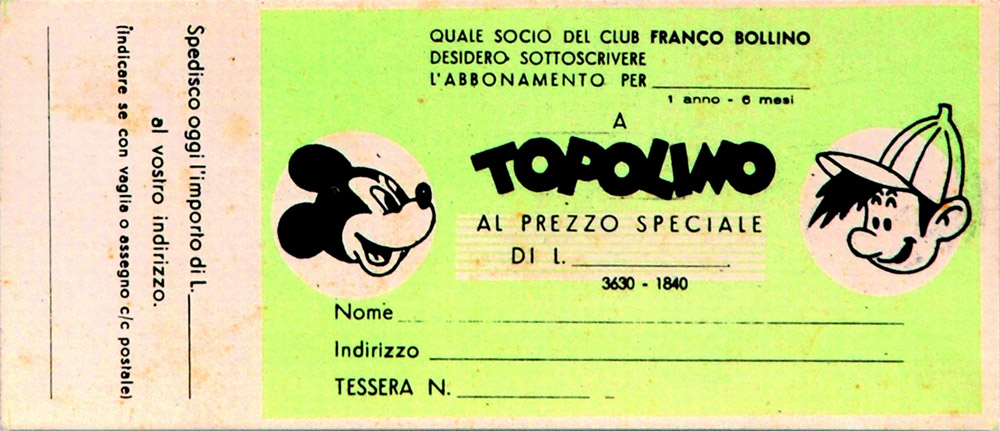 Spedisco oggi l'importo di L.
al vostro indirizzo.
(indicare se con vaglia o assegno c/c postale)
QUALE SOCIO DEL CLUB FRANCO BOLLINO
DESIDERO SOTTOSCRIVERE
L'ABBONAMENTO PER
1 anno - 6 mesi
A
TOPOLINO
AL PREZZO SPECIALE
DI L.
3630 - 1840
Nome
Indirizzo
TESSERA N.